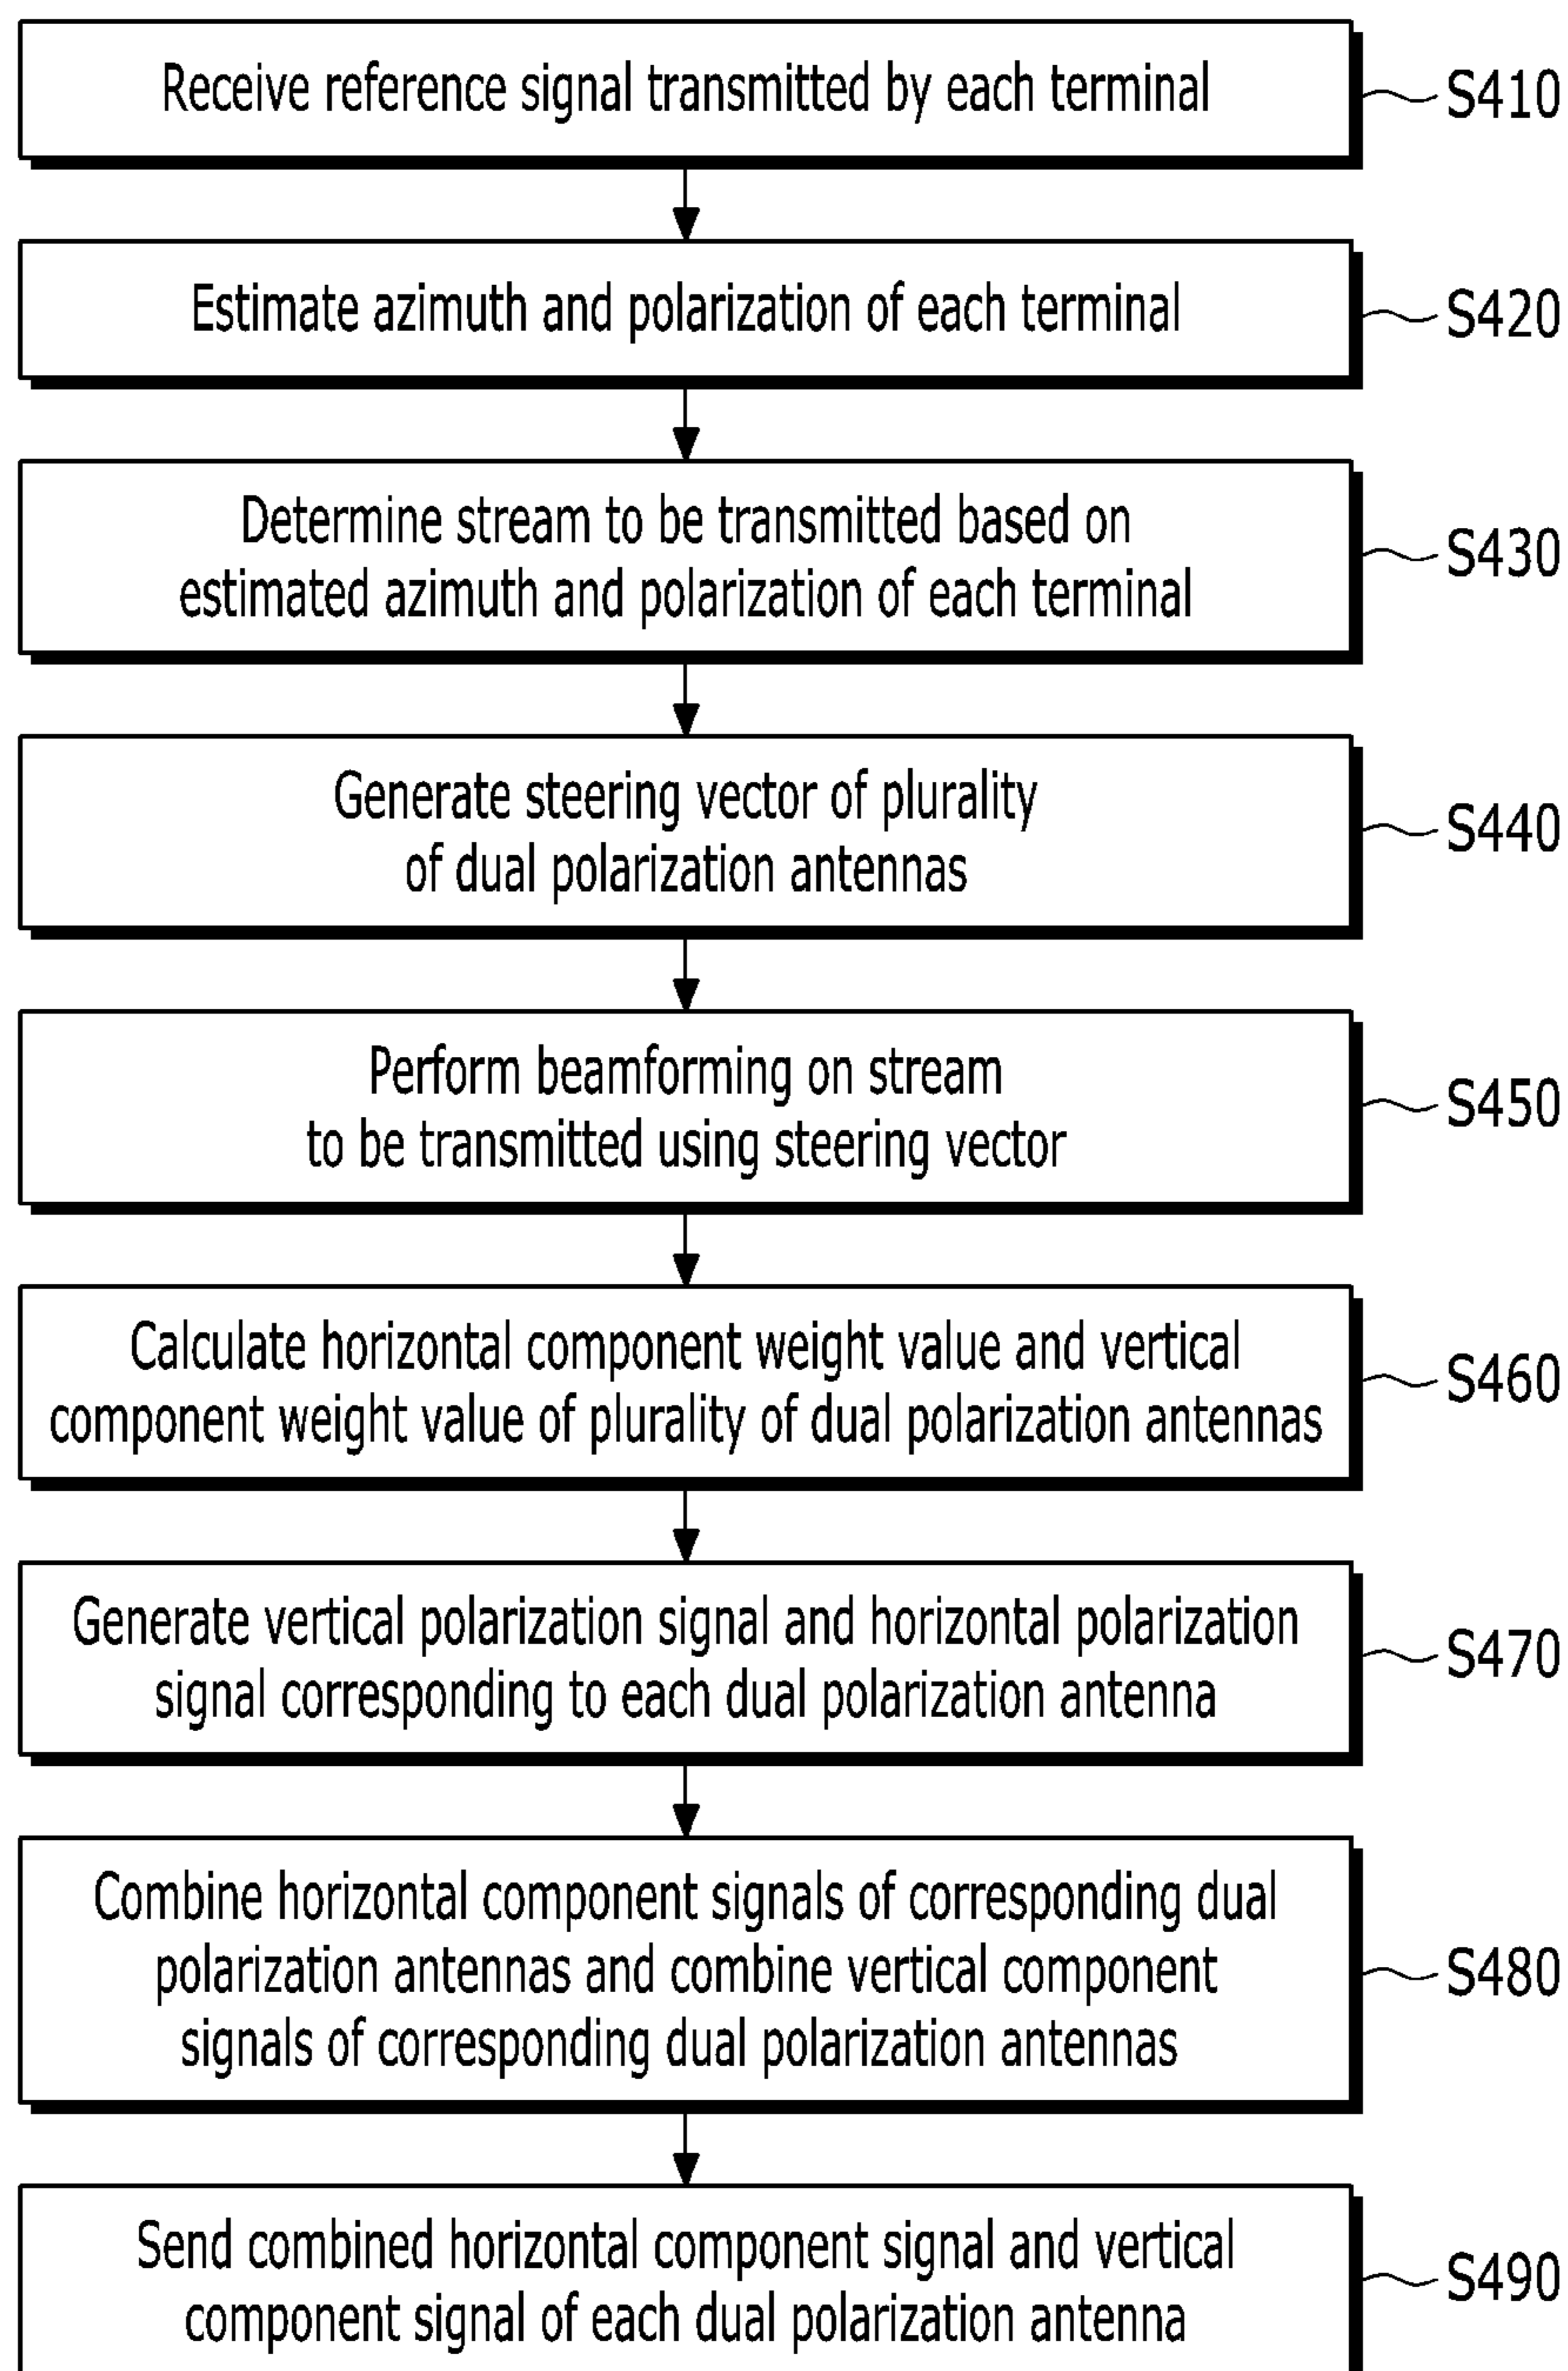 Receive reference signal transmitted by each terminal
S410
Estimate azimuth and polarization of each terminal
S420
Determine stream to be transmitted based on
estimated azimuth and polarization of each terminal
S430
Generate steering vector of plurality
of dual polarization antennas
S440
Perform beamforming on stream
to be transmitted using steering vector
S450
Calculate horizontal component weight value and vertical
component weight value of plurality of dual polarization antennas
S460
Generate vertical polarization signal and horizontal polarization
signal corresponding to each dual polarization antenna
S470
Combine horizontal component signals of corresponding dual
polarization antennas and combine vertical component
signals of corresponding dual polarization antennas
S480
Send combined horizontal component signal and vertical
component signal of each dual polarization antenna
S490